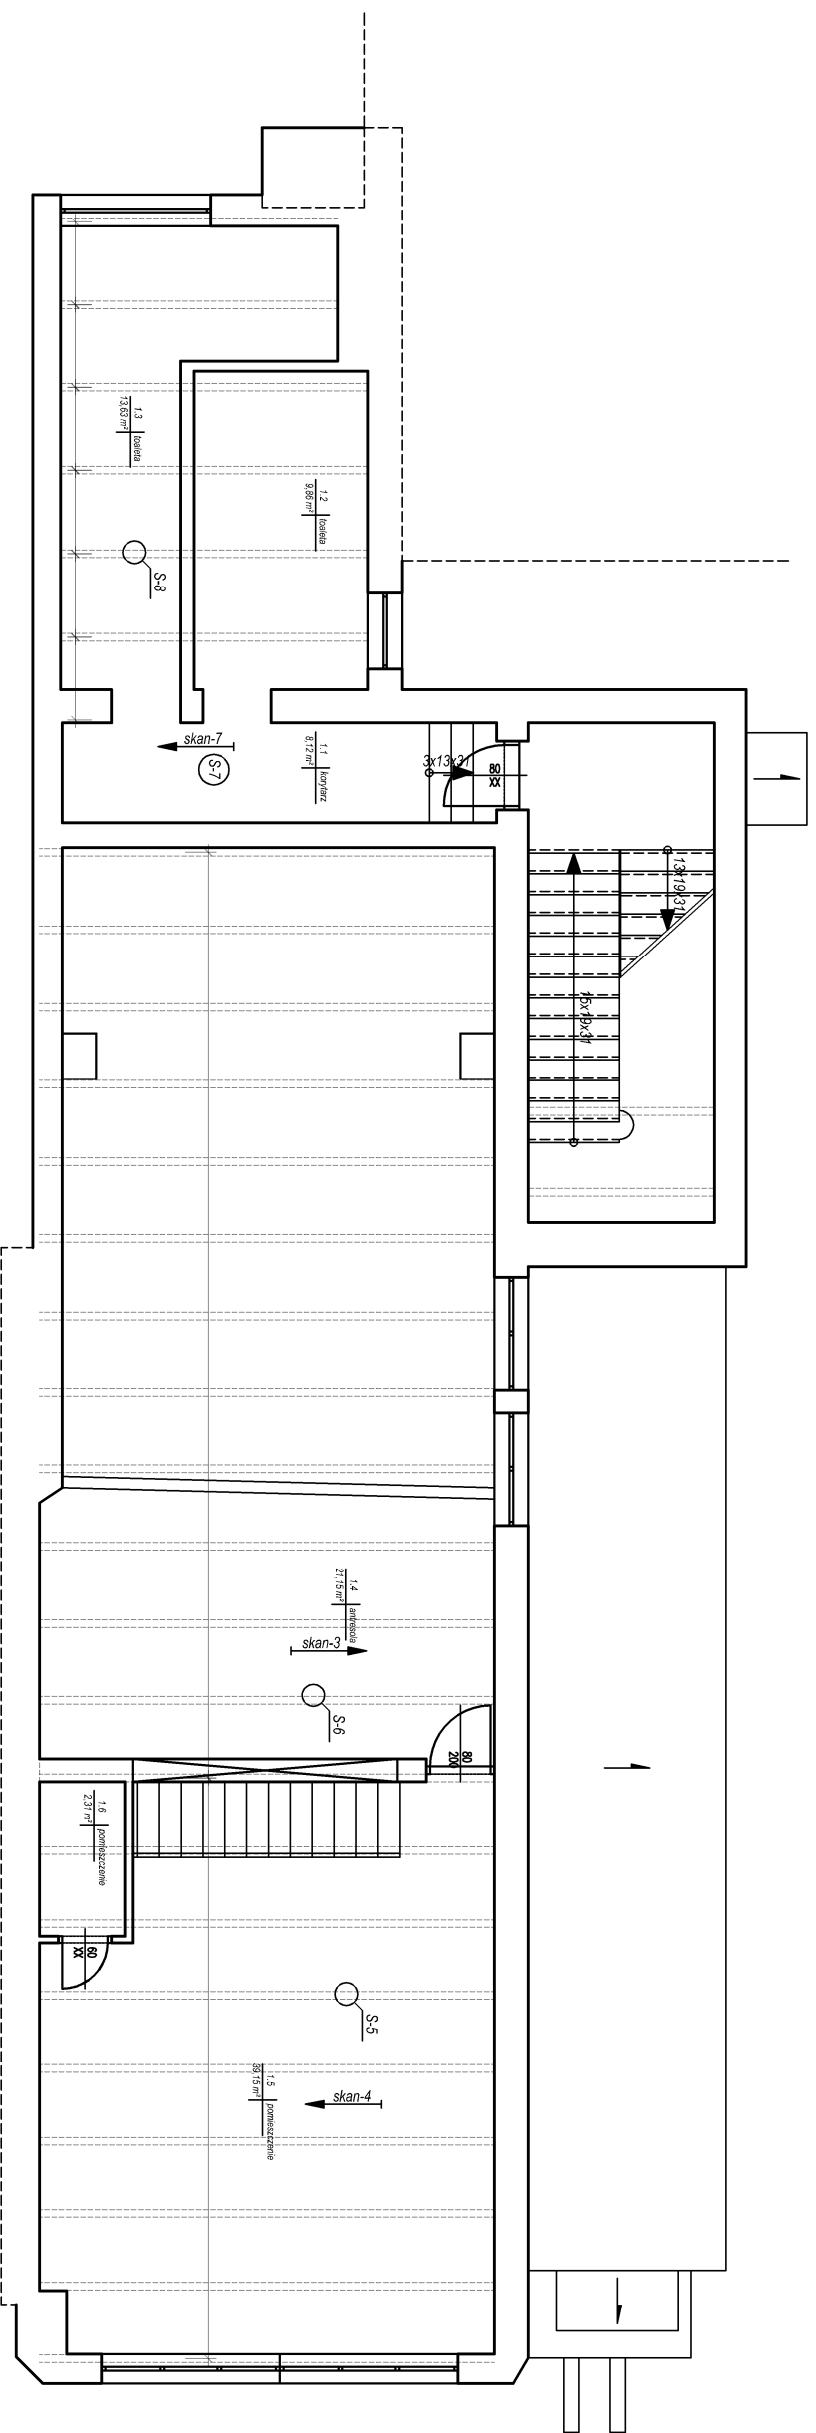 1.3
toaleta
13,63 m²
1.2
toaleta
9,86 m²
S-8
skan-7
S-7
1.1
korytarz
8,12 m²
3x13x31
80
XX
13x19x31
15x19x31
1.4
antresola
21,15 m²
skan-3
S-6
80
200
1.6
pomieszczenie
2,31 m²
60
XX
S-5
skan-4
1.5
pomieszczenie
39,15 m²